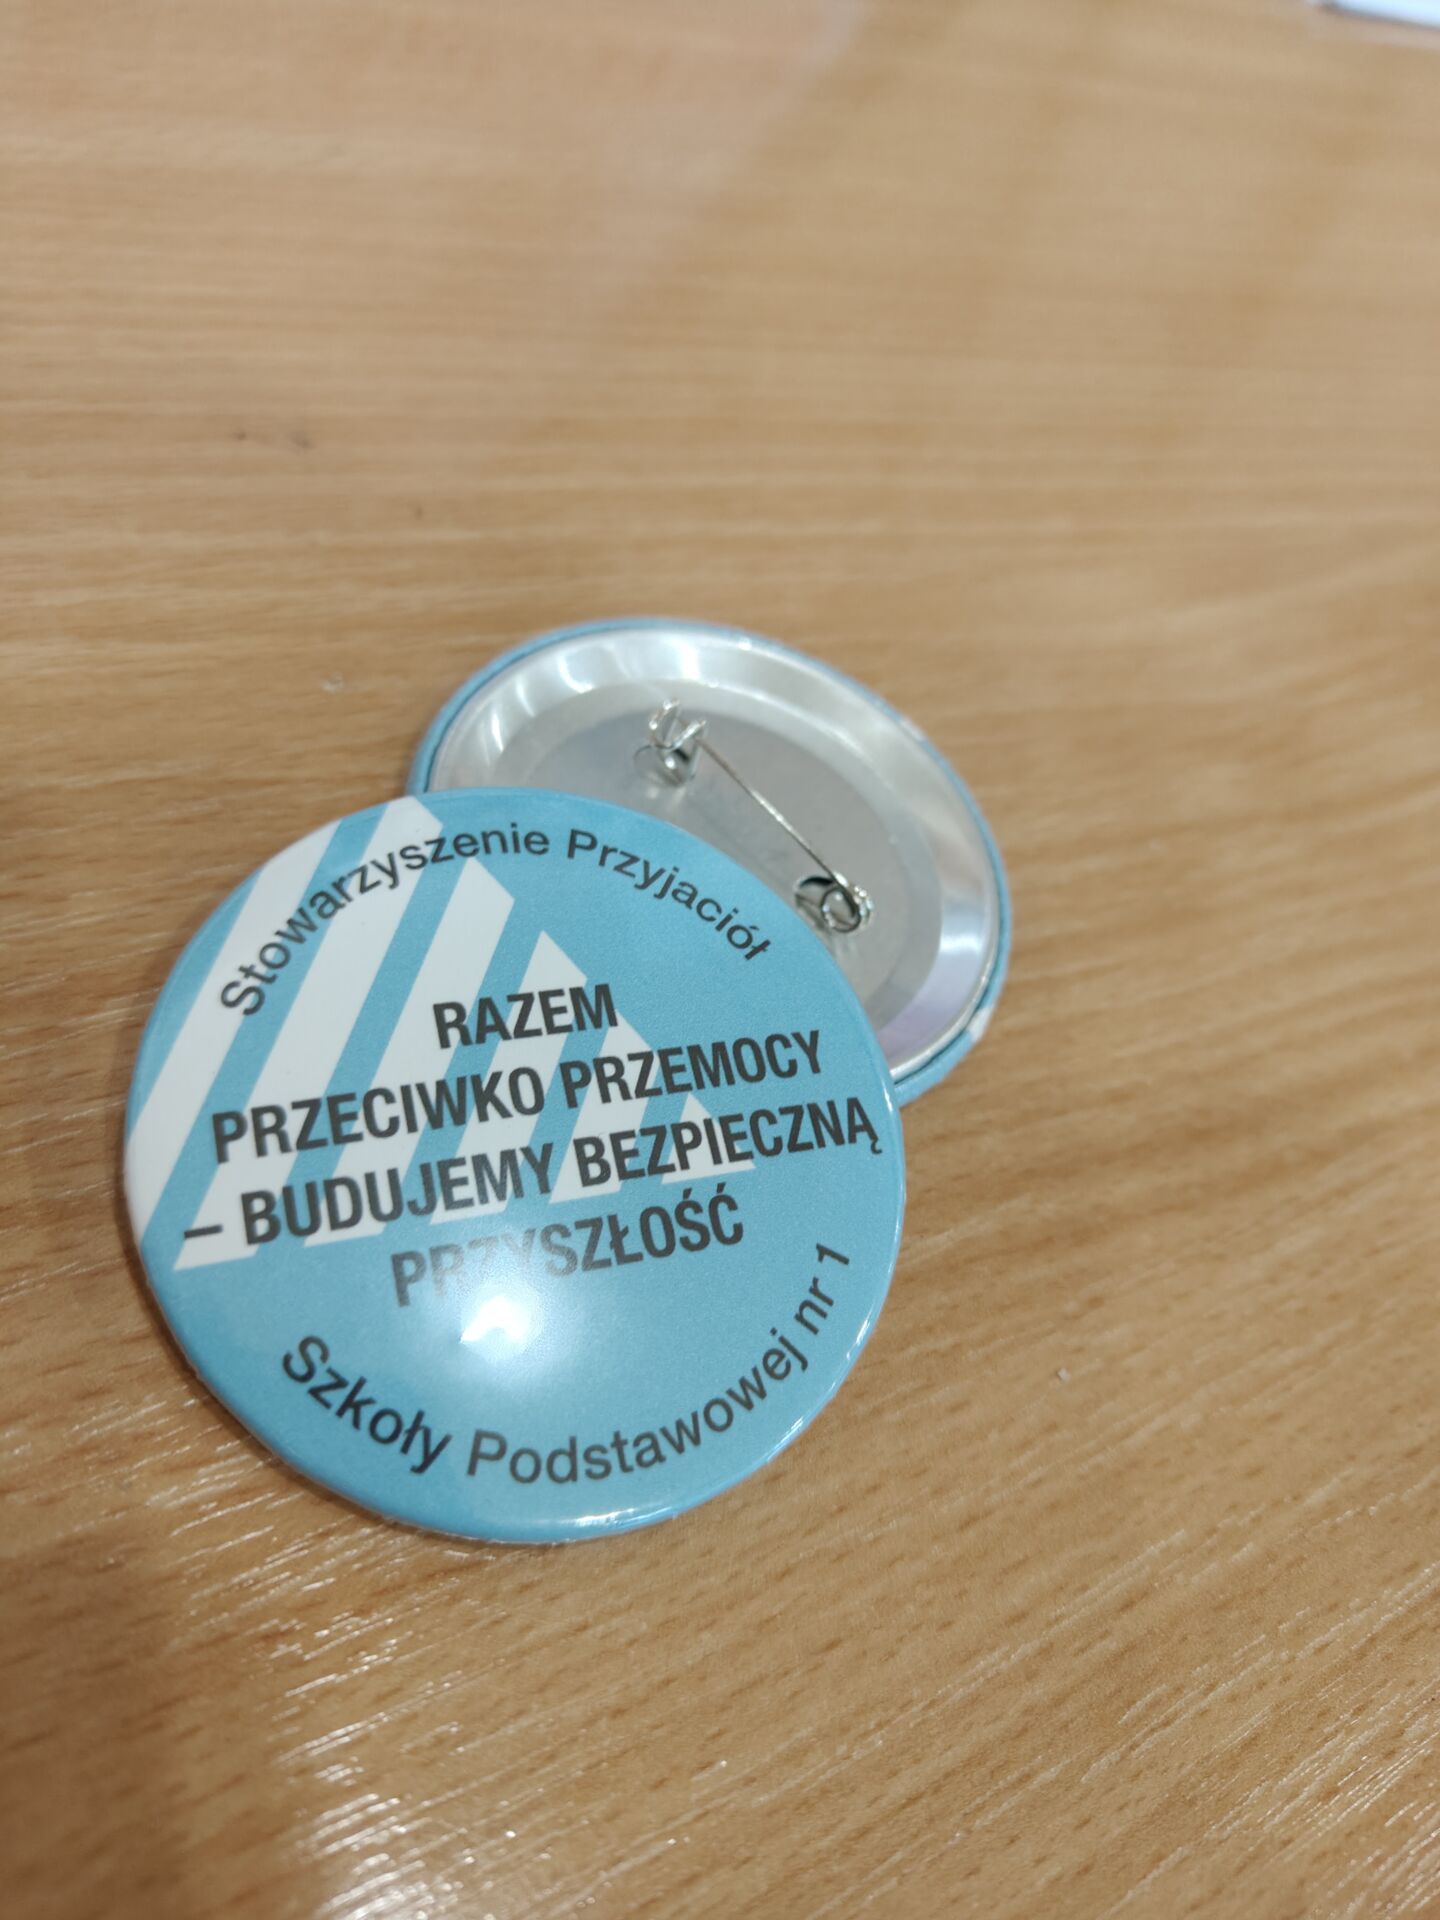 Stowarzyszenie Przyjaciół
RAZEM
PRZECIWKO PRZEMOCY
– BUDUJEMY BEZPIECZNĄ
PRZYSZŁOŚĆ
Szkoły Podstawowej nr 1